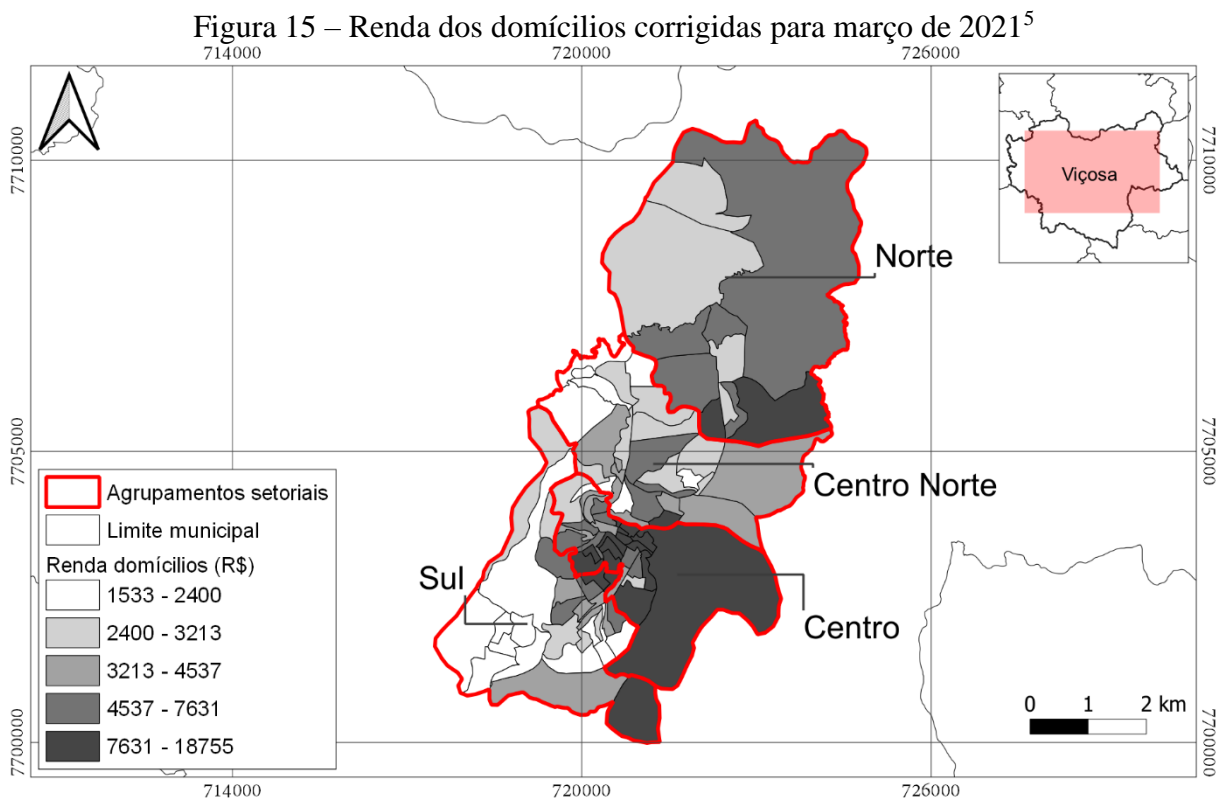 Figura 15 – Renda dos domícilios corrigidas para março de 2021⁵
714000
720000
726000
7710000
7710000
Viçosa
Norte
7705000
7705000
Agrupamentos setoriais
Limite municipal
Renda domícilios (R$)
1533 - 2400
2400 - 3213
3213 - 4537
4537 - 7631
7631 - 18755
Centro Norte
Sul
Centro
0 1 2 km
7700000
7700000
714000
720000
726000